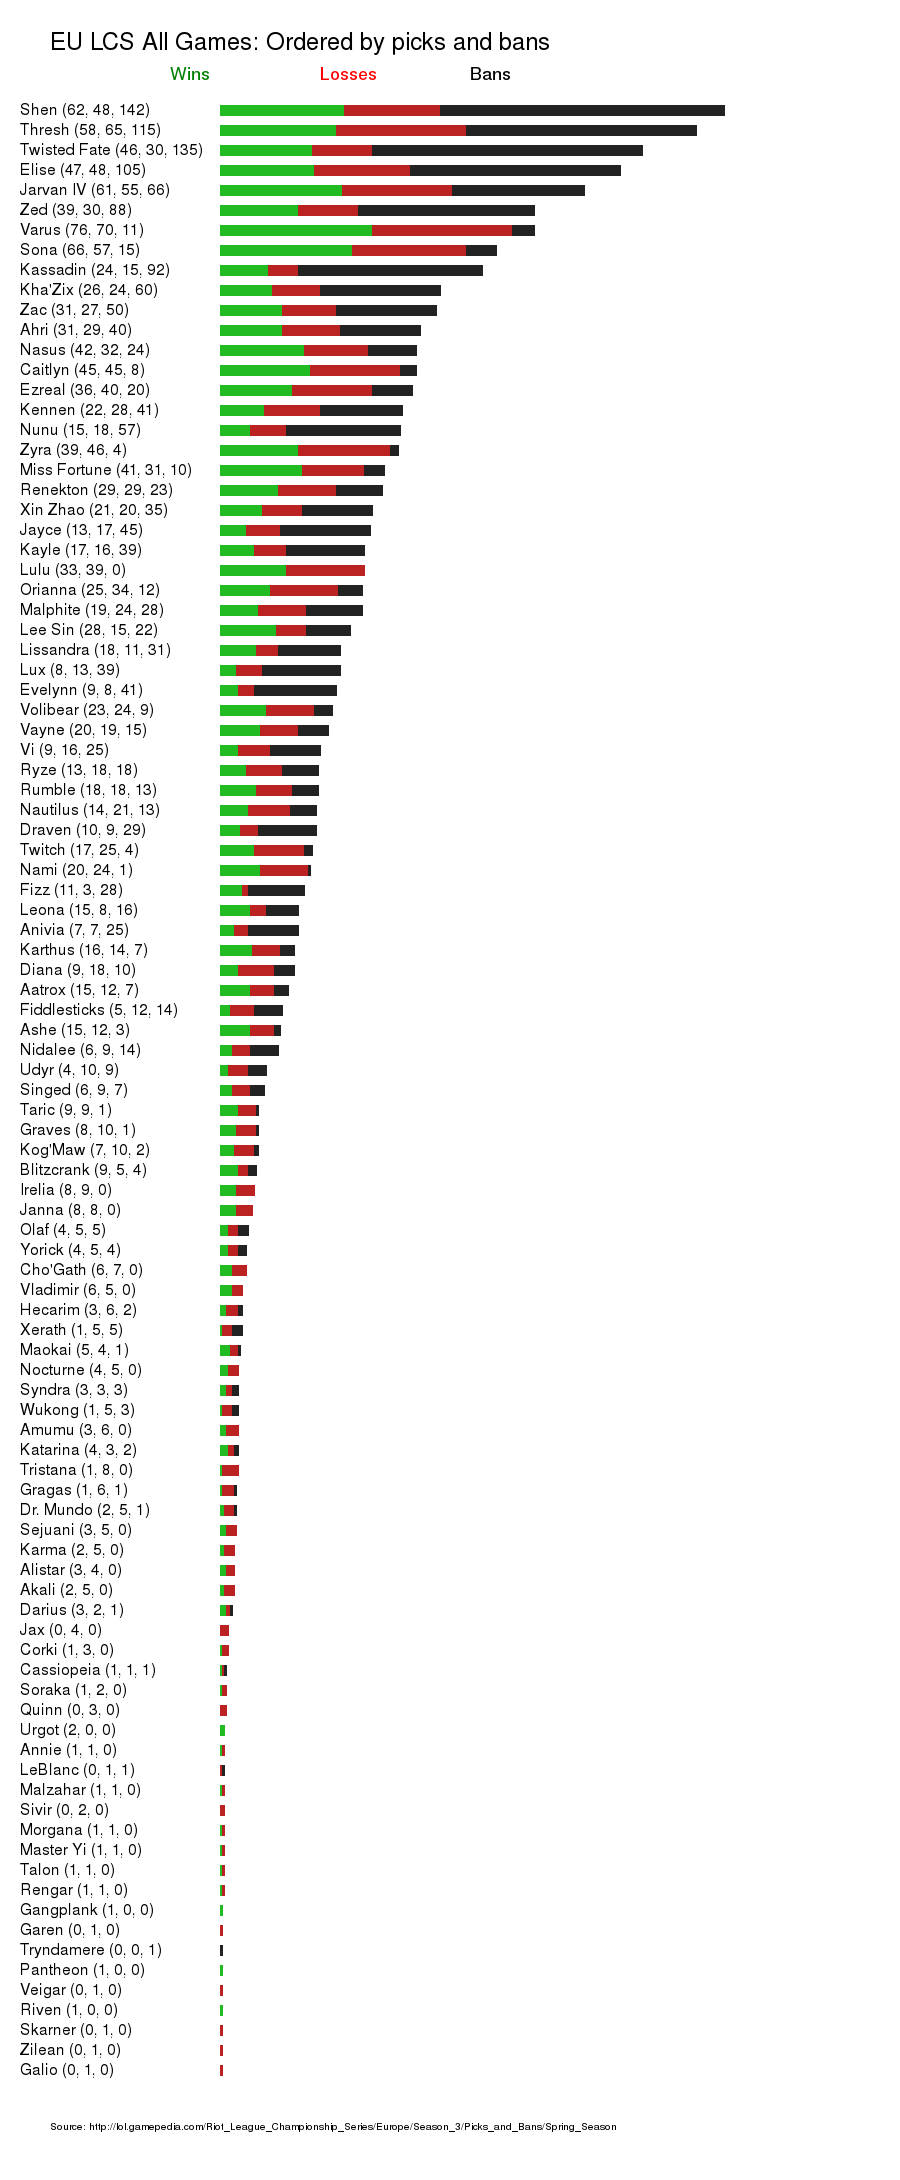 EU LCS All Games: Ordered by picks and bans
Wins Losses Bans
Shen (62, 48, 142)
Thresh (58, 65, 115)
Twisted Fate (46, 30, 135)
Elise (47, 48, 105)
Jarvan IV (61, 55, 66)
Zed (39, 30, 88)
Varus (76, 70, 11)
Sona (66, 57, 15)
Kassadin (24, 15, 92)
Kha'Zix (26, 24, 60)
Zac (31, 27, 50)
Ahri (31, 29, 40)
Nasus (42, 32, 24)
Caitlyn (45, 45, 8)
Ezreal (36, 40, 20)
Kennen (22, 28, 41)
Nunu (15, 18, 57)
Zyra (39, 46, 4)
Miss Fortune (41, 31, 10)
Renekton (29, 29, 23)
Xin Zhao (21, 20, 35)
Jayce (13, 17, 45)
Kayle (17, 16, 39)
Lulu (33, 39, 0)
Orianna (25, 34, 12)
Malphite (19, 24, 28)
Lee Sin (28, 15, 22)
Lissandra (18, 11, 31)
Lux (8, 13, 39)
Evelynn (9, 8, 41)
Volibear (23, 24, 9)
Vayne (20, 19, 15)
Vi (9, 16, 25)
Ryze (13, 18, 18)
Rumble (18, 18, 13)
Nautilus (14, 21, 13)
Draven (10, 9, 29)
Twitch (17, 25, 4)
Nami (20, 24, 1)
Fizz (11, 3, 28)
Leona (15, 8, 16)
Anivia (7, 7, 25)
Karthus (16, 14, 7)
Diana (9, 18, 10)
Aatrox (15, 12, 7)
Fiddlesticks (5, 12, 14)
Ashe (15, 12, 3)
Nidalee (6, 9, 14)
Udyr (4, 10, 9)
Singed (6, 9, 7)
Taric (9, 9, 1)
Graves (8, 10, 1)
Kog'Maw (7, 10, 2)
Blitzcrank (9, 5, 4)
Irelia (8, 9, 0)
Janna (8, 8, 0)
Olaf (4, 5, 5)
Yorick (4, 5, 4)
Cho'Gath (6, 7, 0)
Vladimir (6, 5, 0)
Hecarim (3, 6, 2)
Xerath (1, 5, 5)
Maokai (5, 4, 1)
Nocturne (4, 5, 0)
Syndra (3, 3, 3)
Wukong (1, 5, 3)
Amumu (3, 6, 0)
Katarina (4, 3, 2)
Tristana (1, 8, 0)
Gragas (1, 6, 1)
Dr. Mundo (2, 5, 1)
Sejuani (3, 5, 0)
Karma (2, 5, 0)
Alistar (3, 4, 0)
Akali (2, 5, 0)
Darius (3, 2, 1)
Jax (0, 4, 0)
Corki (1, 3, 0)
Cassiopeia (1, 1, 1)
Soraka (1, 2, 0)
Quinn (0, 3, 0)
Urgot (2, 0, 0)
Annie (1, 1, 0)
LeBlanc (0, 1, 1)
Malzahar (1, 1, 0)
Sivir (0, 2, 0)
Morgana (1, 1, 0)
Master Yi (1, 1, 0)
Talon (1, 1, 0)
Rengar (1, 1, 0)
Gangplank (1, 0, 0)
Garen (0, 1, 0)
Tryndamere (0, 0, 1)
Pantheon (1, 0, 0)
Veigar (0, 1, 0)
Riven (1, 0, 0)
Skarner (0, 1, 0)
Zilean (0, 1, 0)
Galio (0, 1, 0)
Source: http://lol.gamepedia.com/Riot_League_Championship_Series/Europe/Season_3/Picks_and_Bans/Spring_Season